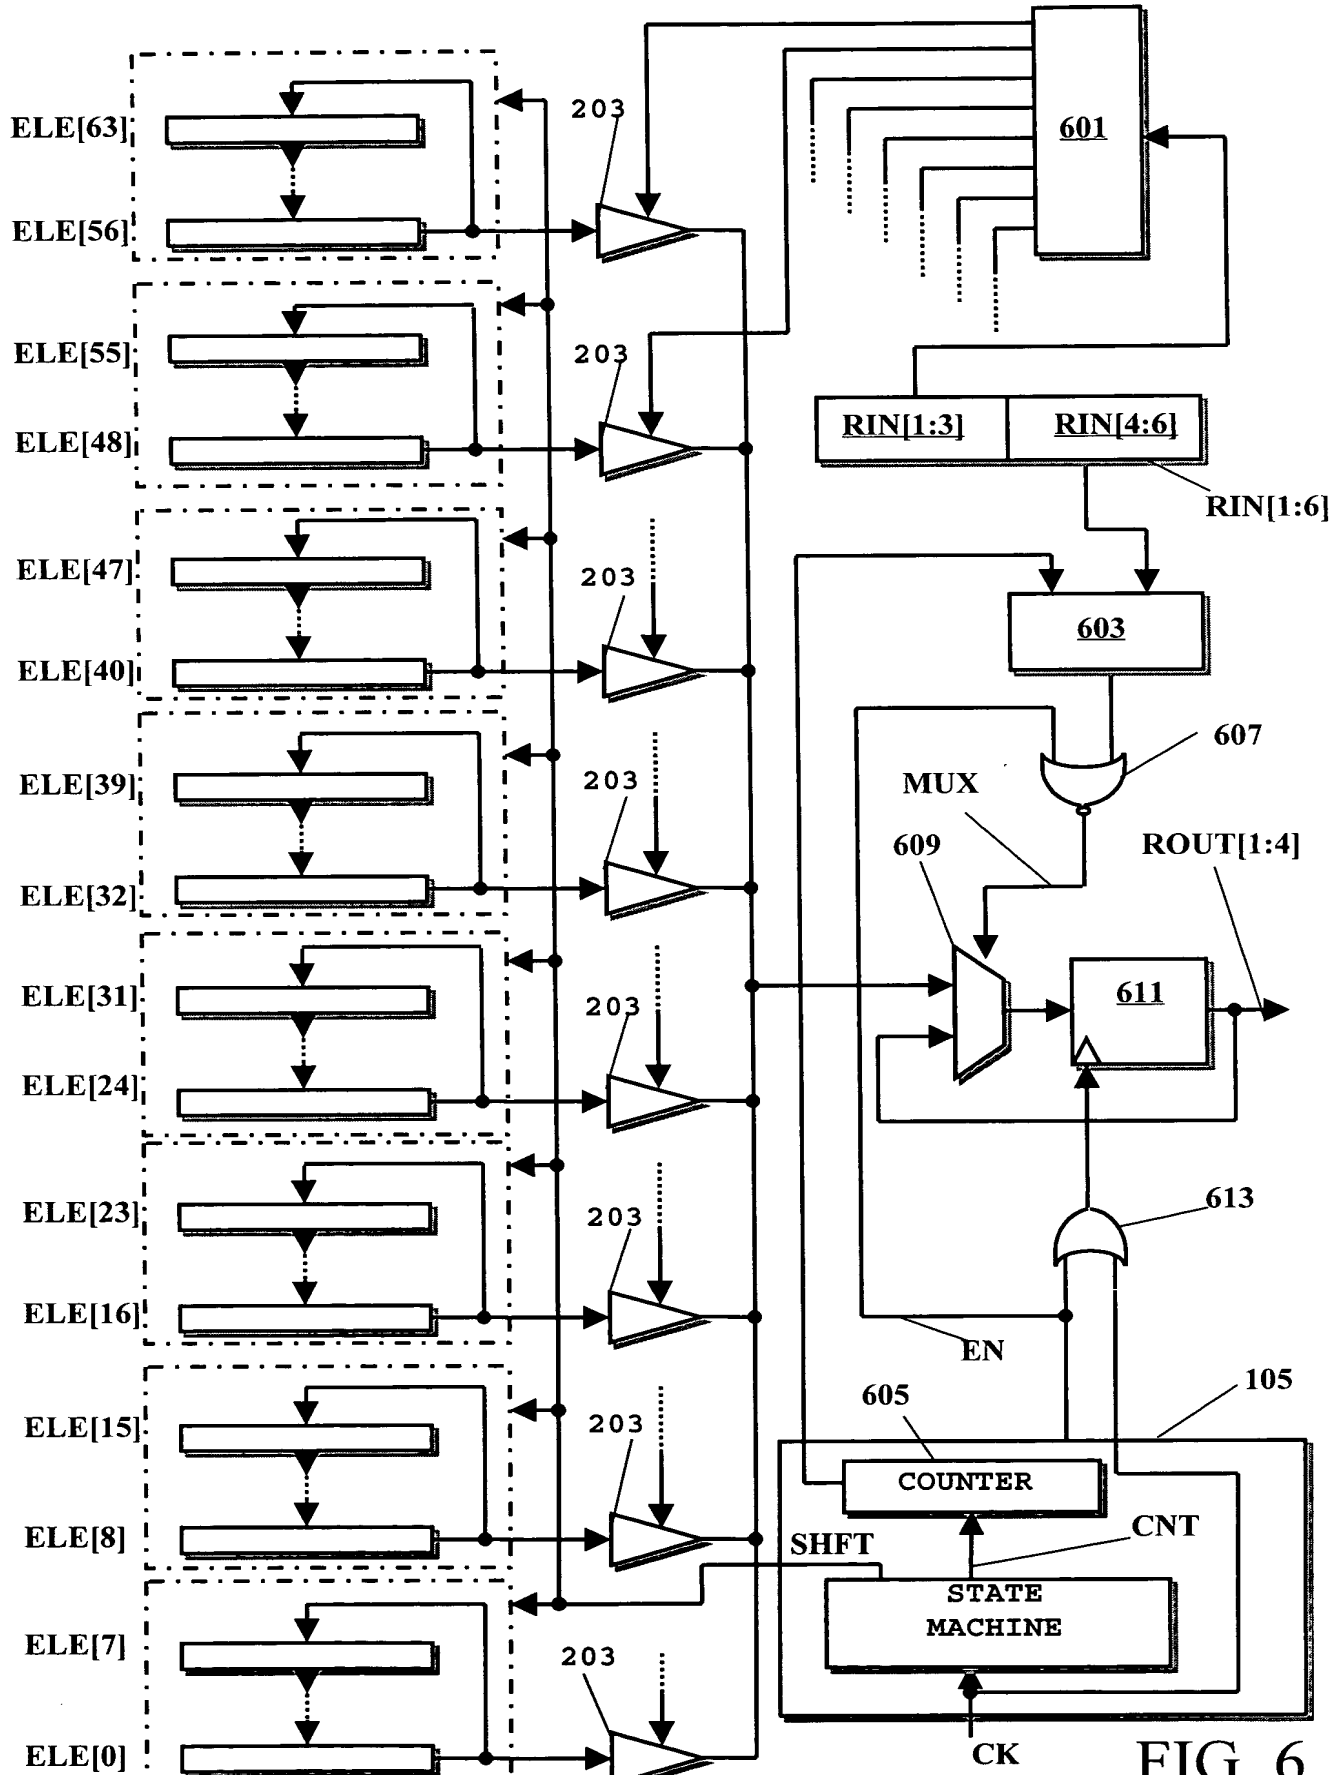 ELE[63]
ELE[56]
ELE[55]
ELE[48]
ELE[47]
ELE[40]
ELE[39]
ELE[32]
ELE[31]
ELE[24]
ELE[23]
ELE[16]
ELE[15]
ELE[8]
ELE[7]
ELE[0]
203
203
203
203
203
203
203
203
601
RIN[1:3]
RIN[4:6]
RIN[1:6]
603
607
MUX
609
ROUT[1:4]
611
613
EN
605
105
COUNTER
SHFT
CNT
STATE
MACHINE
CK
FIG 6